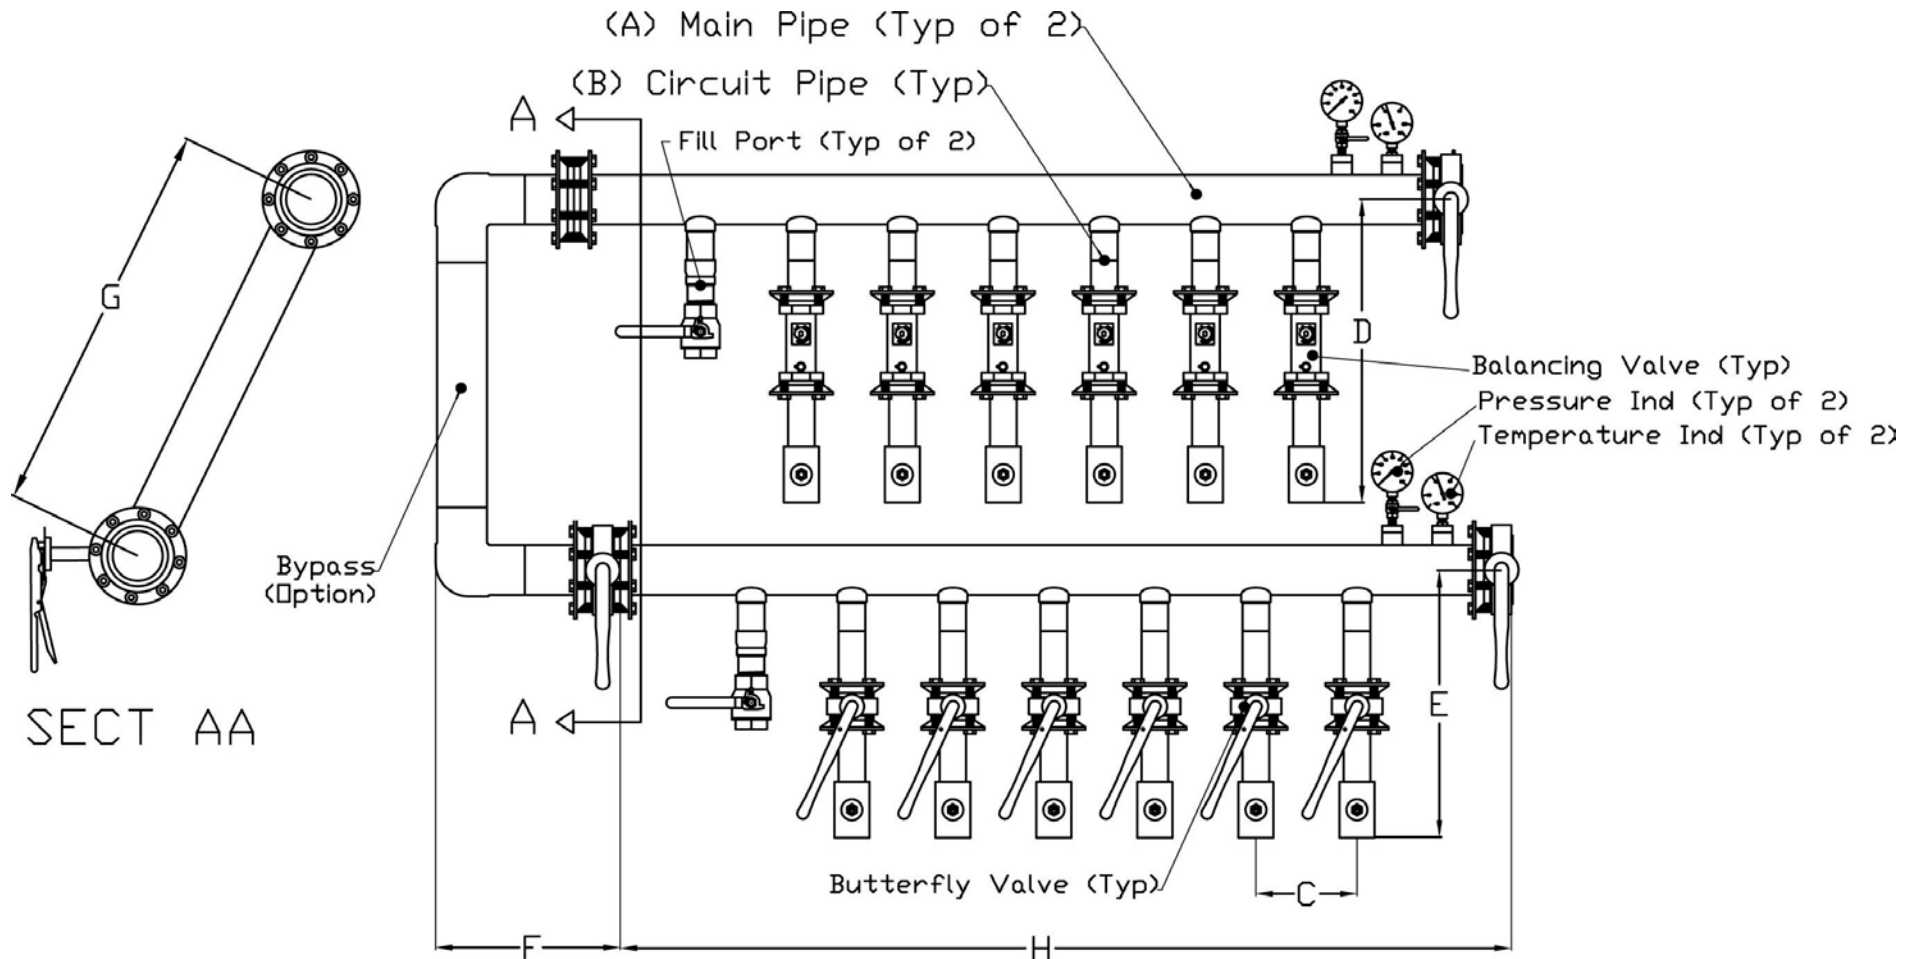 (A) Main Pipe (Typ of 2)
(B) Circuit Pipe (Typ)
A
Fill Port (Typ of 2)
G
D
Balancing Valve (Typ)
Pressure Ind (Typ of 2)
Temperature Ind (Typ of 2)
Bypass
(Option)
SECT AA
A
E
Butterfly Valve (Typ)
C
F
H